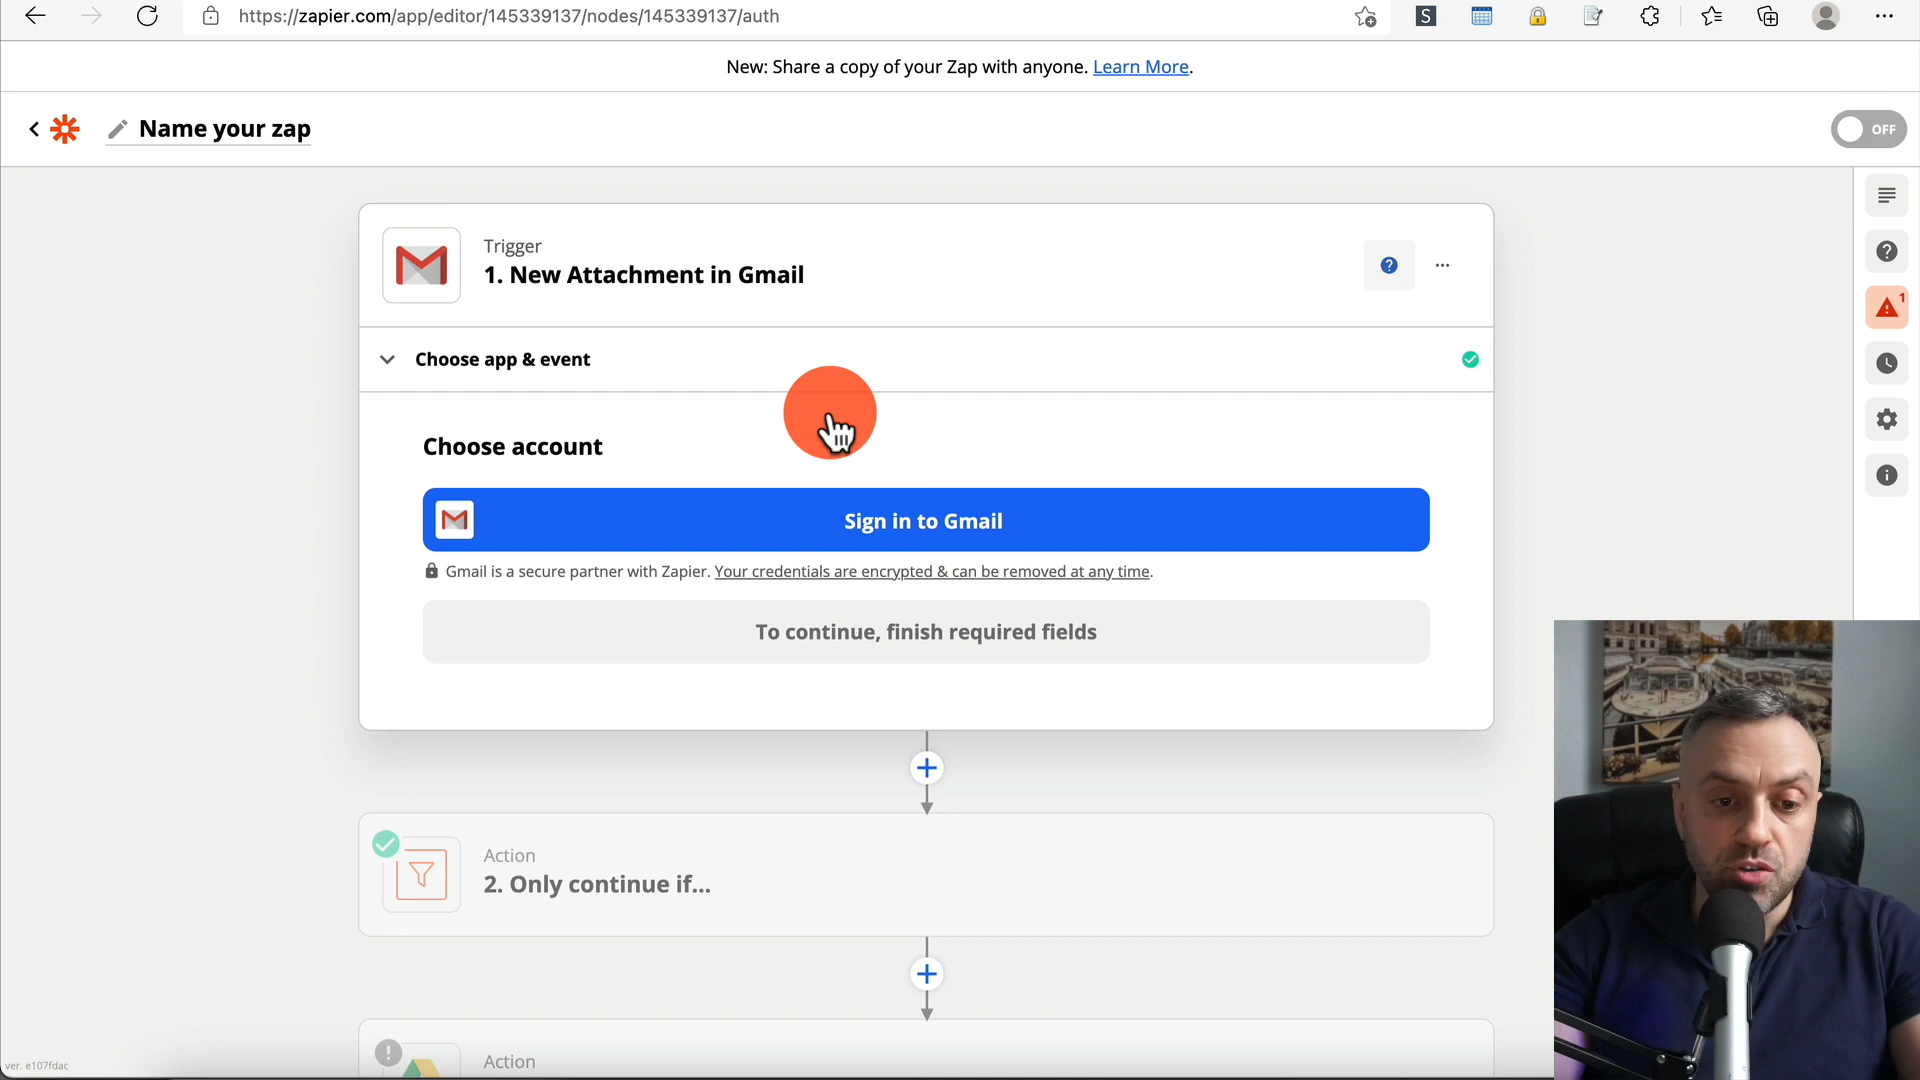 https://zapier.com/app/editor/145339137/nodes/145339137/auth
S
New: Share a copy of your Zap with anyone. Learn More.
Name your zap
OFF
Trigger
1. New Attachment in Gmail
?
...
?
1
Choose app & event
Choose account
Sign in to Gmail
Gmail is a secure partner with Zapier. Your credentials are encrypted & can be removed at any time.
To continue, finish required fields
Action
2. Only continue if...
Action
ver. e107fdac